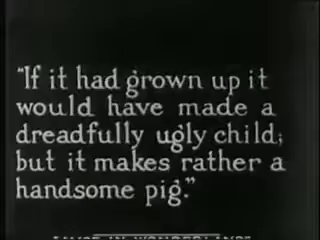 "If it had grown up it
would have made a
dreadfully ugly child;
but it makes rather a
handsome pig."